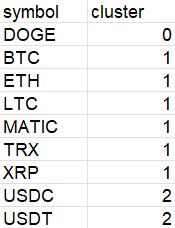 symbol cluster
DOGE 0
BTC 1
ETH 1
LTC 1
MATIC 1
TRX 1
XRP 1
USDC 2
USDT 2